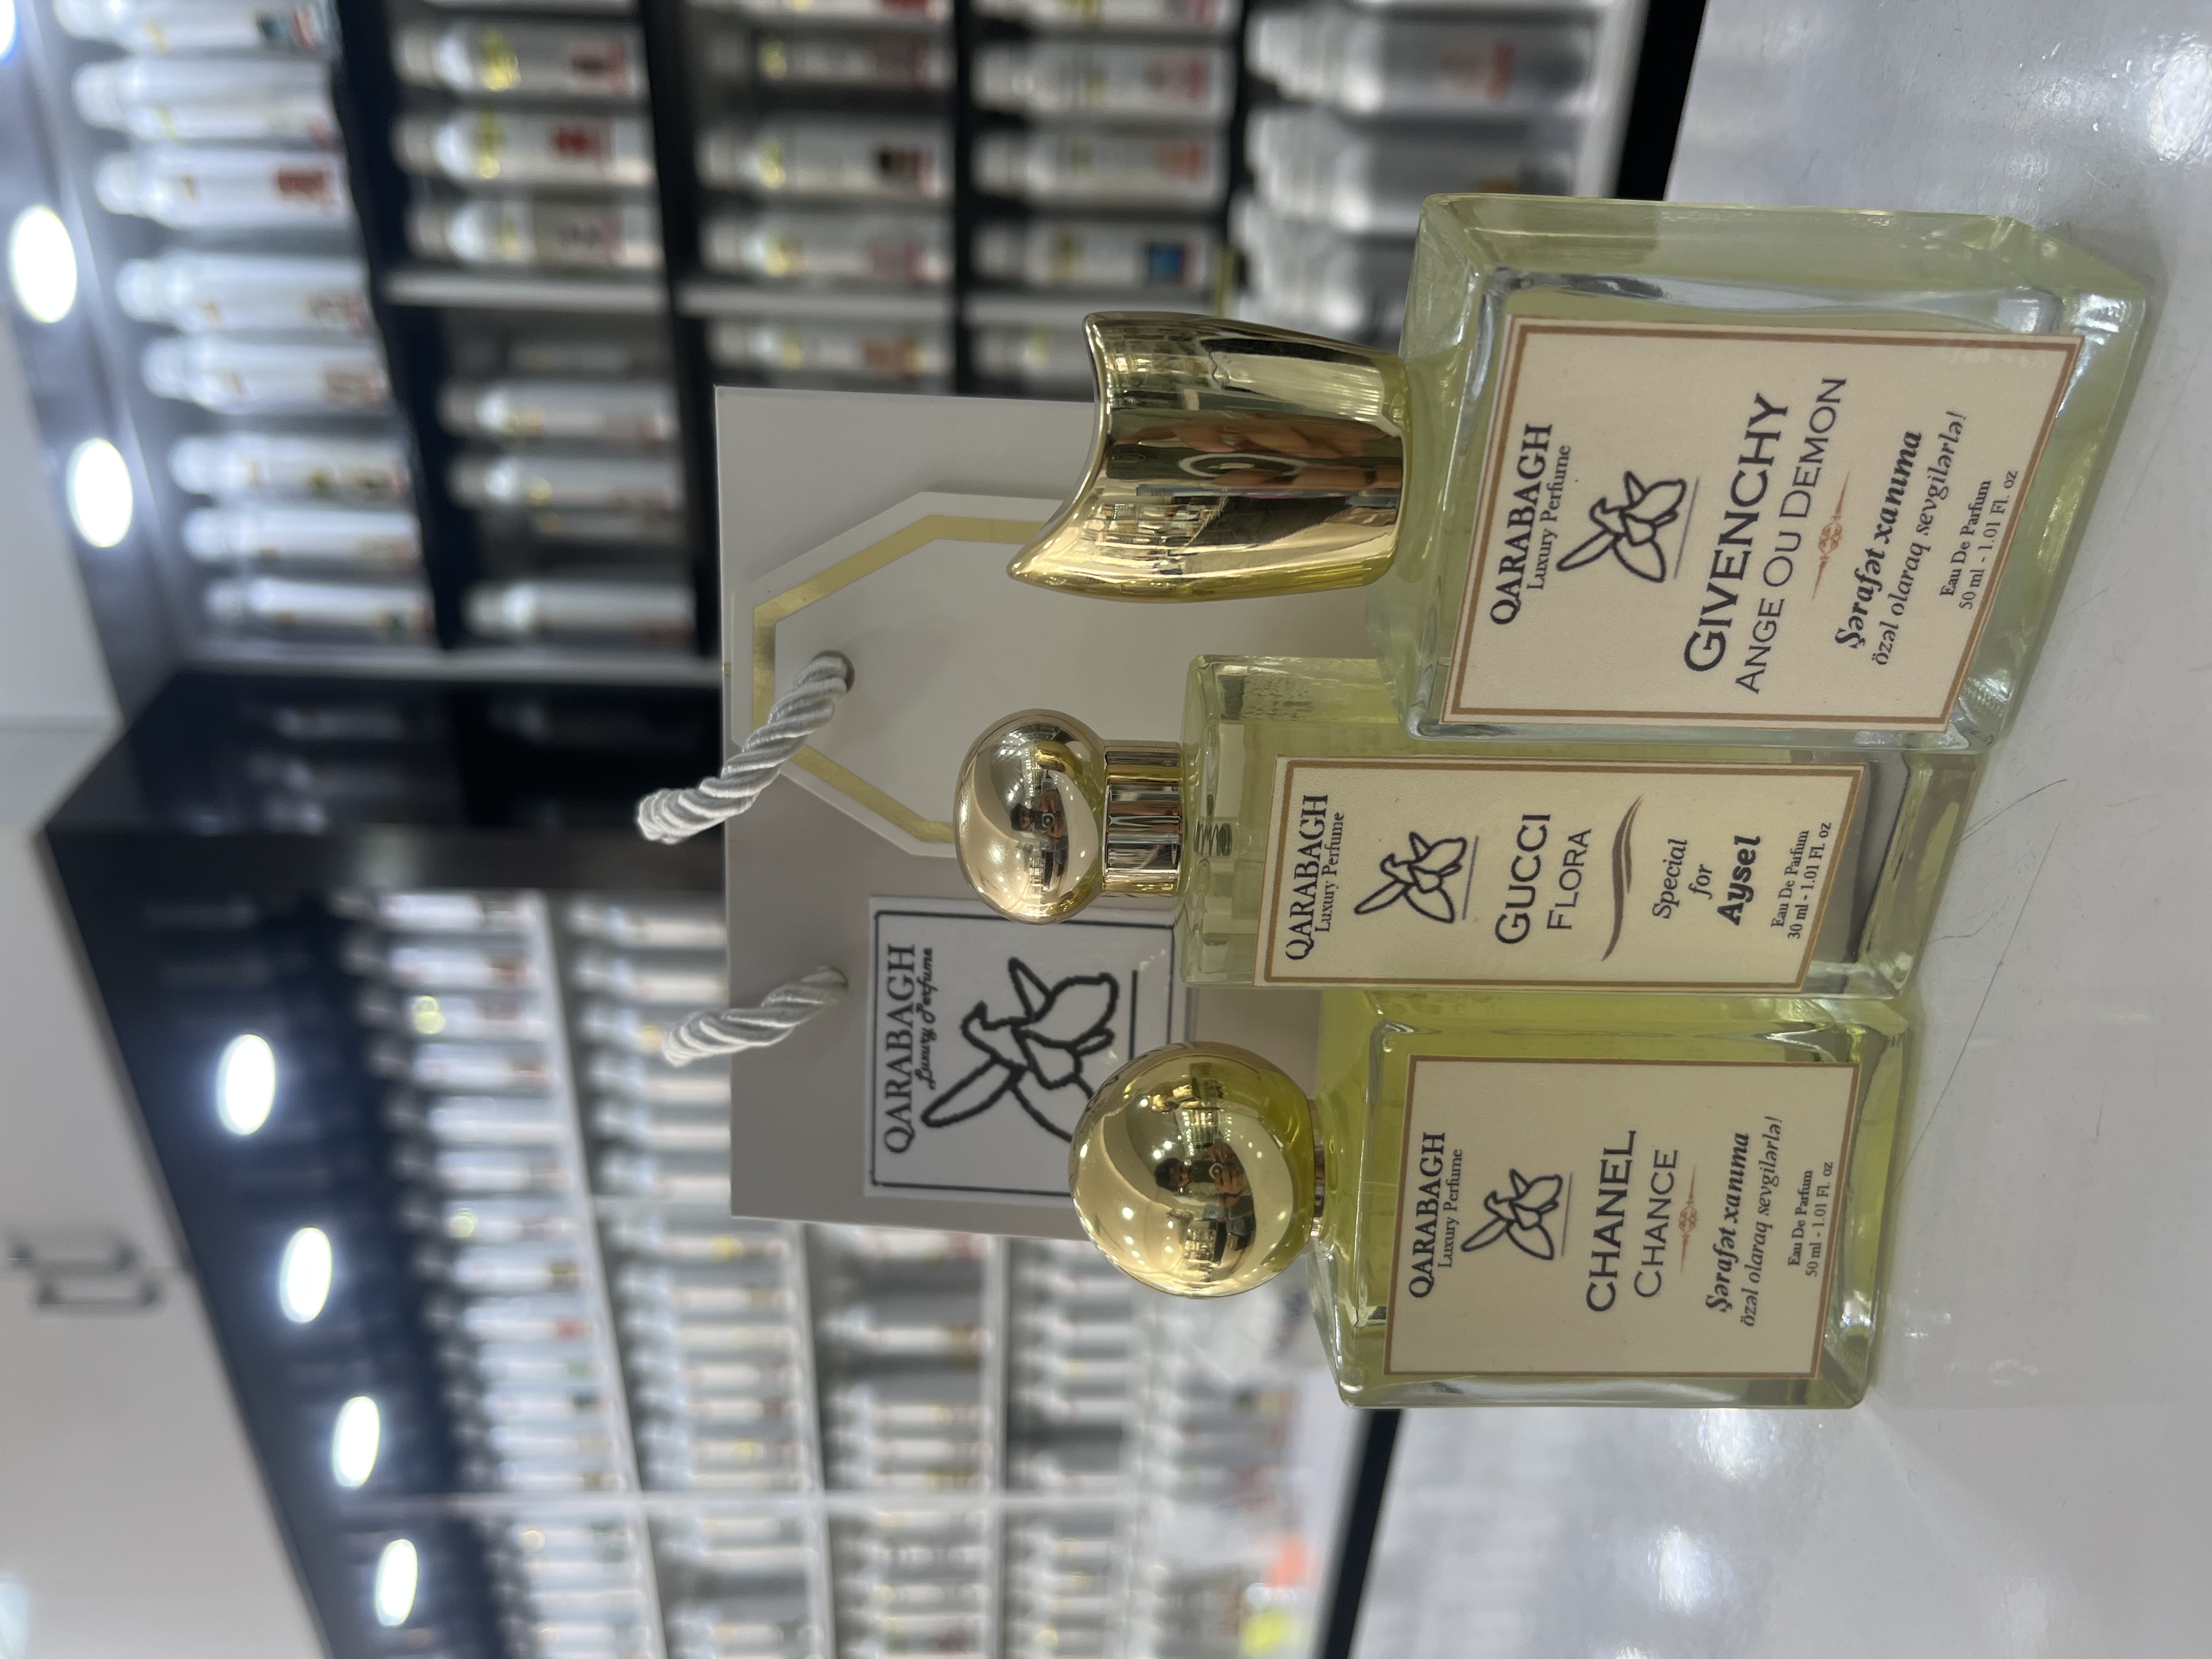 QARABAGH
Luxury Perfume
QARABAGH
Luxury Perfume
CHANEL
CHANCE
Şərafət xanıma
özəl olaraq sevgilərlə!
Eau De Parfum
50 ml - 1.01 Fl. oz
QARABAGH
Luxury Perfume
GUCCI
FLORA
Special
for
Aysel
Eau De Parfum
30 ml - 1.01 Fl. oz
QARABAGH
Luxury Perfume
GIVENCHY
ANGE OU DEMON
Şərafət xanıma
özəl olaraq sevgilərlə!
Eau De Parfum
50 ml - 1.01 Fl. oz